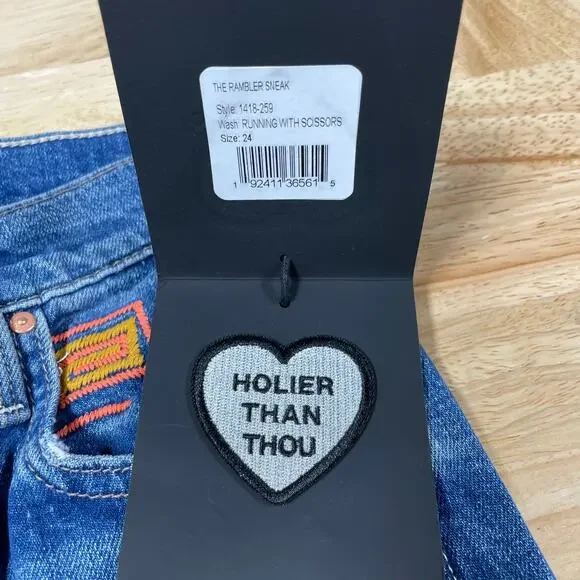 THE RAMBLER SNEAK
Style: 1418-259
Wash: RUNNING WITH SCISSORS
Size: 24
1 92411 36561 5
HOLIER
THAN
THOU